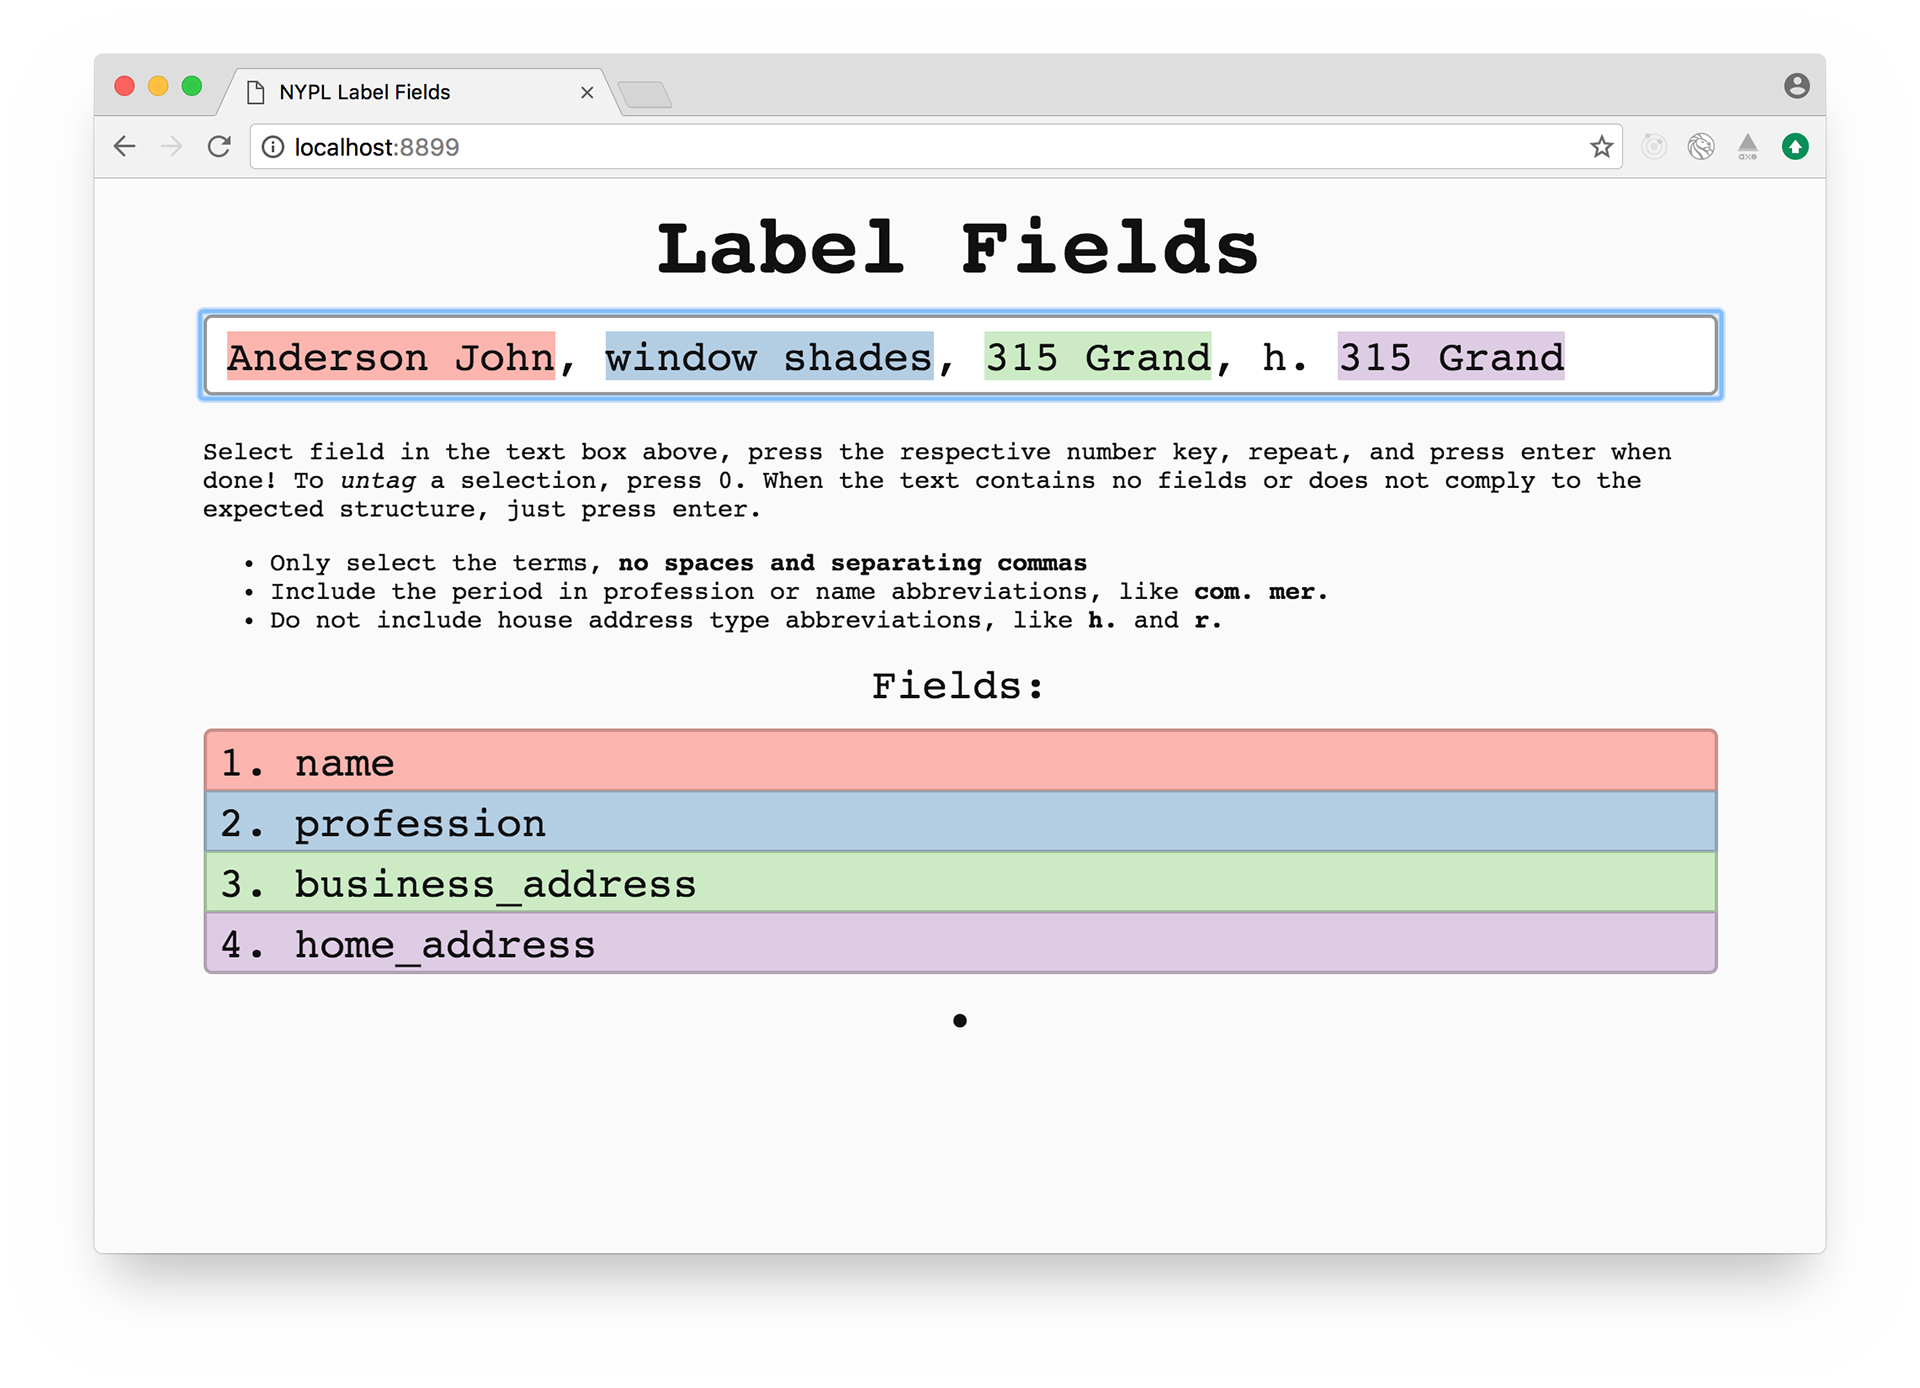 NYPL Label Fields
localhost:8899
axe
Label Fields
Anderson John, window shades, 315 Grand, h. 315 Grand
Select field in the text box above, press the respective number key, repeat, and press enter when
done! To untag a selection, press 0. When the text contains no fields or does not comply to the
expected structure, just press enter.
• Only select the terms, no spaces and separating commas
• Include the period in profession or name abbreviations, like com. mer.
• Do not include house address type abbreviations, like h. and r.
Fields:
1. name
2. profession
3. business_address
4. home_address